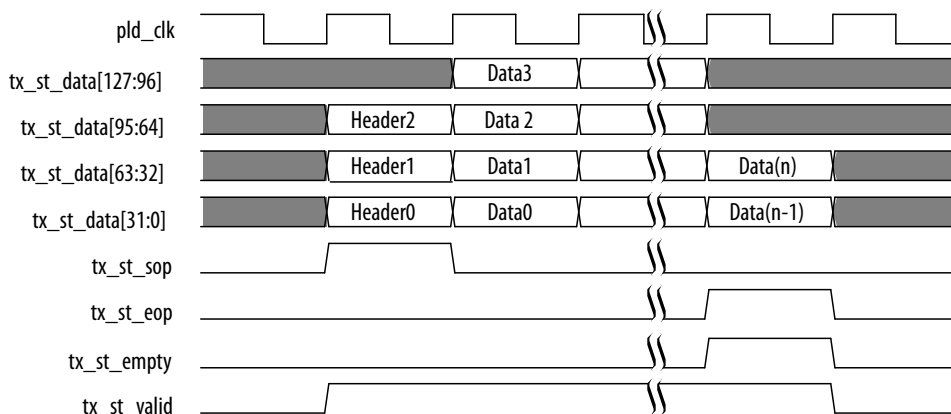 pld_clk
tx_st_data[127:96] Data3
tx_st_data[95:64] Header2 Data 2
tx_st_data[63:32] Header1 Data1 Data(n)
tx_st_data[31:0] Header0 Data0 Data(n-1)
tx_st_sop
tx_st_eop
tx_st_empty
tx_st_valid